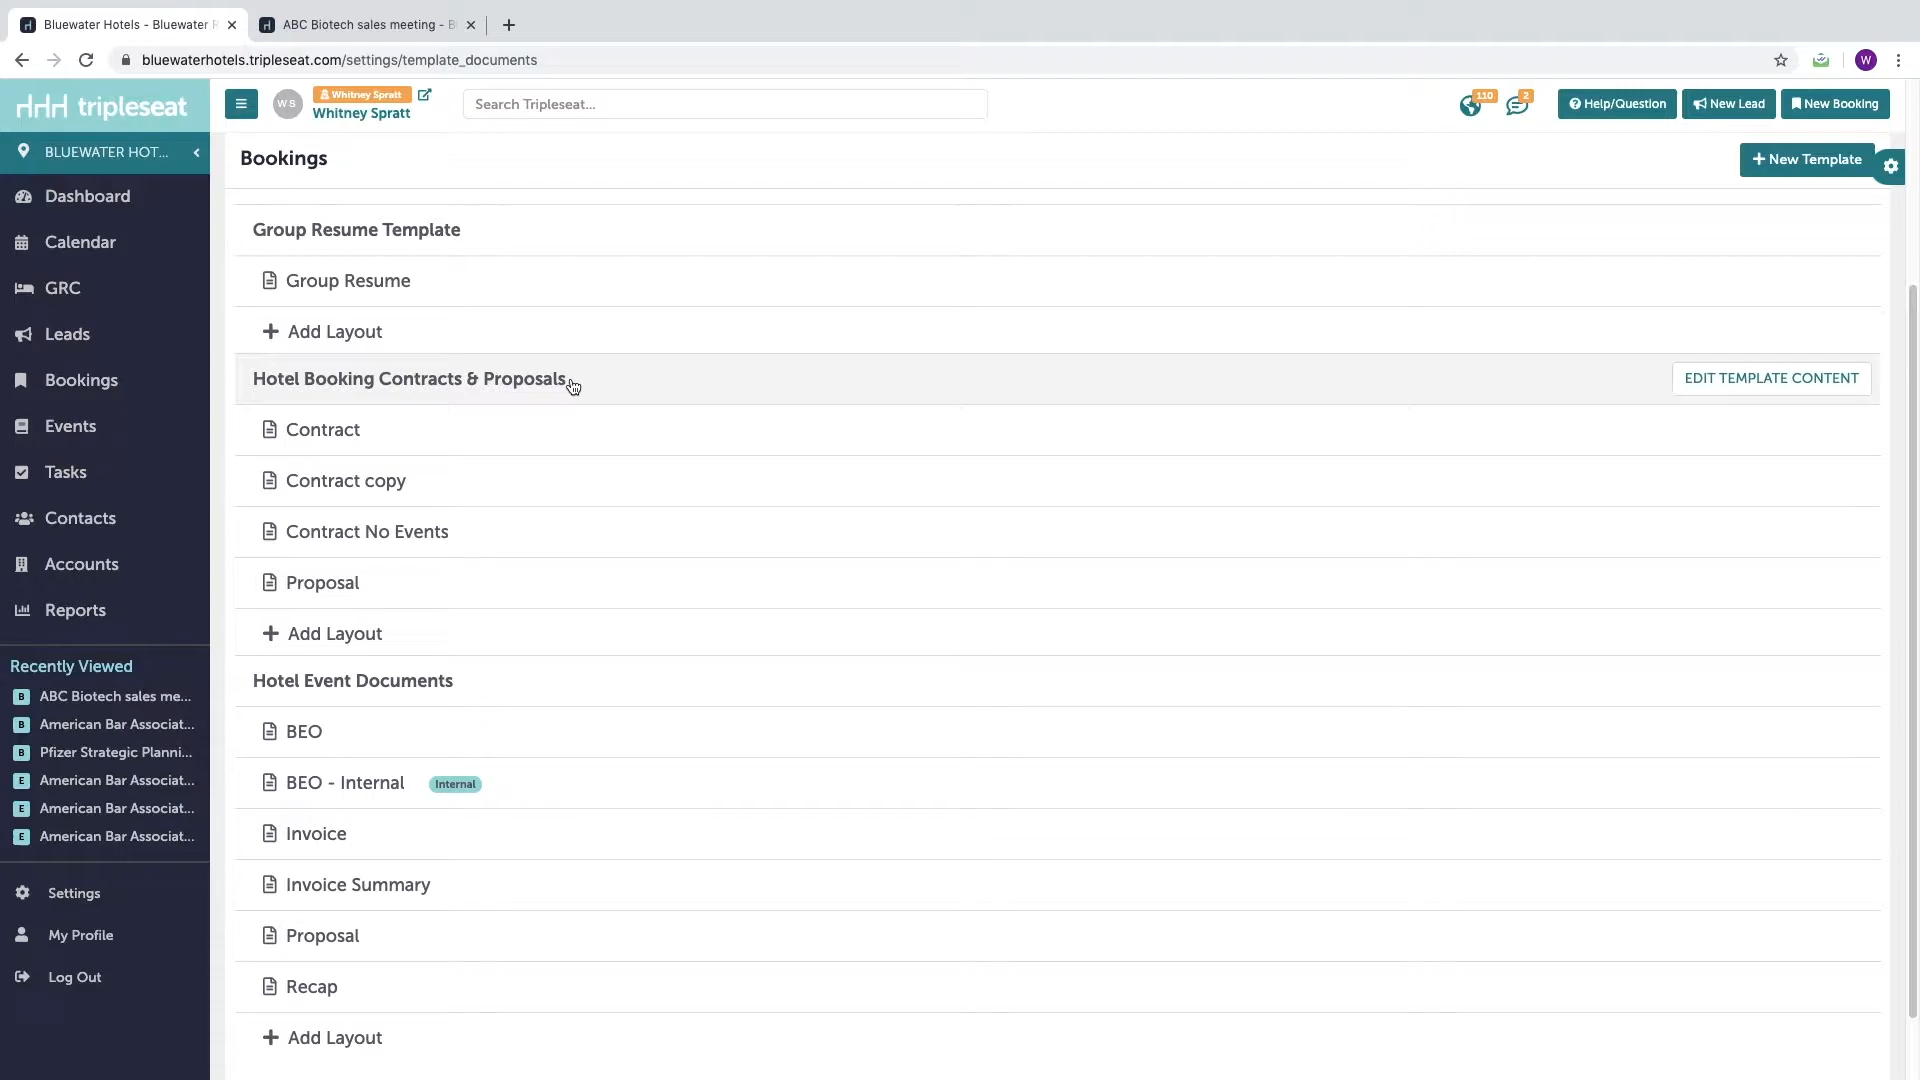 Bluewater Hotels - Bluewater R
ABC Biotech sales meeting - B
bluewaterhotels.tripleseat.com/settings/template_documents
W
tripleseat
WS
Whitney Spratt
Whitney Spratt
Search Tripleseat...
110
2
Help/Question
New Lead
New Booking
BLUEWATER HOT...
Dashboard
Calendar
GRC
Leads
Bookings
Events
Tasks
Contacts
Accounts
Reports
Recently Viewed
B ABC Biotech sales me...
B American Bar Associat...
B Pfizer Strategic Planni...
E American Bar Associat...
E American Bar Associat...
E American Bar Associat...
Settings
My Profile
Log Out
Bookings
+ New Template
Group Resume Template
Group Resume
+ Add Layout
Hotel Booking Contracts & Proposals
EDIT TEMPLATE CONTENT
Contract
Contract copy
Contract No Events
Proposal
+ Add Layout
Hotel Event Documents
BEO
BEO - Internal Internal
Invoice
Invoice Summary
Proposal
Recap
+ Add Layout